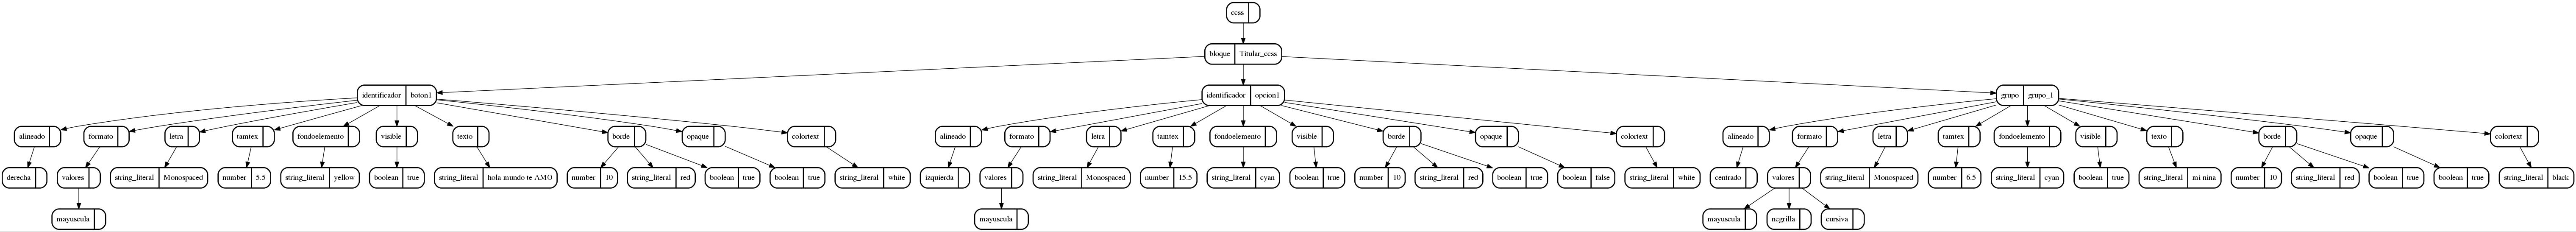 ccss
bloque Titular_ccss
identificador boton1 identificador opcion1 grupo grupo_1
alineado formato letra tamtex fondoelemento visible texto borde opaque colortext alineado formato letra tamtex fondoelemento visible borde opaque colortext alineado formato letra tamtex fondoelemento visible texto borde opaque colortext
derecha valores string_literal Monospaced number 5.5 string_literal yellow boolean true string_literal hola mundo te AMO number 10 string_literal red boolean true boolean true string_literal white izquierda valores string_literal Monospaced number 15.5 string_literal cyan boolean true number 10 string_literal red boolean true boolean false string_literal white centrado valores string_literal Monospaced number 6.5 string_literal cyan boolean true string_literal mi nina number 10 string_literal red boolean true boolean true string_literal black
mayuscula mayuscula mayuscula negrilla cursiva